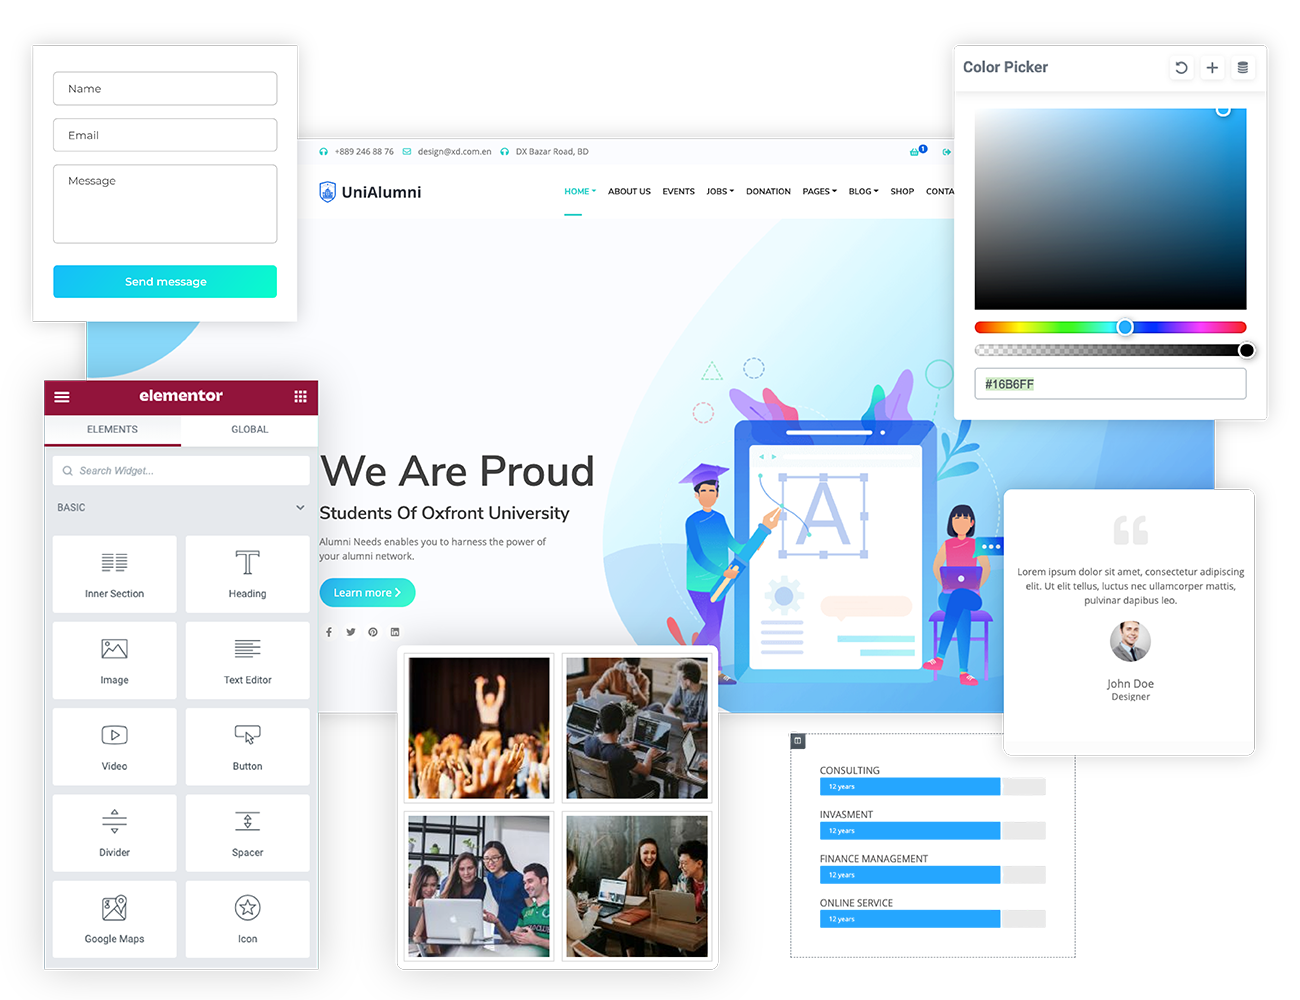 Name
Email
Message
Send message
+889 246 88 76 design@xd.com.en DX Bazar Road, BD
1
UniAlumni
HOME ABOUT US EVENTS JOBS DONATION PAGES BLOG SHOP CONTA
Color Picker
#16B6FF
elementor
ELEMENTS GLOBAL
Search Widget...
BASIC
Inner Section Heading
Image Text Editor
Video Button
Divider Spacer
Google Maps Icon
We Are Proud
Students Of Oxfront University
Alumni Needs enables you to harness the power of
your alumni network.
Learn more
A
Lorem ipsum dolor sit amet, consectetur adipiscing
elit. Ut elit tellus, luctus nec ullamcorper mattis,
pulvinar dapibus leo.
John Doe
Designer
CONSULTING
12 years
INVASMENT
12 years
FINANCE MANAGEMENT
12 years
ONLINE SERVICE
12 years